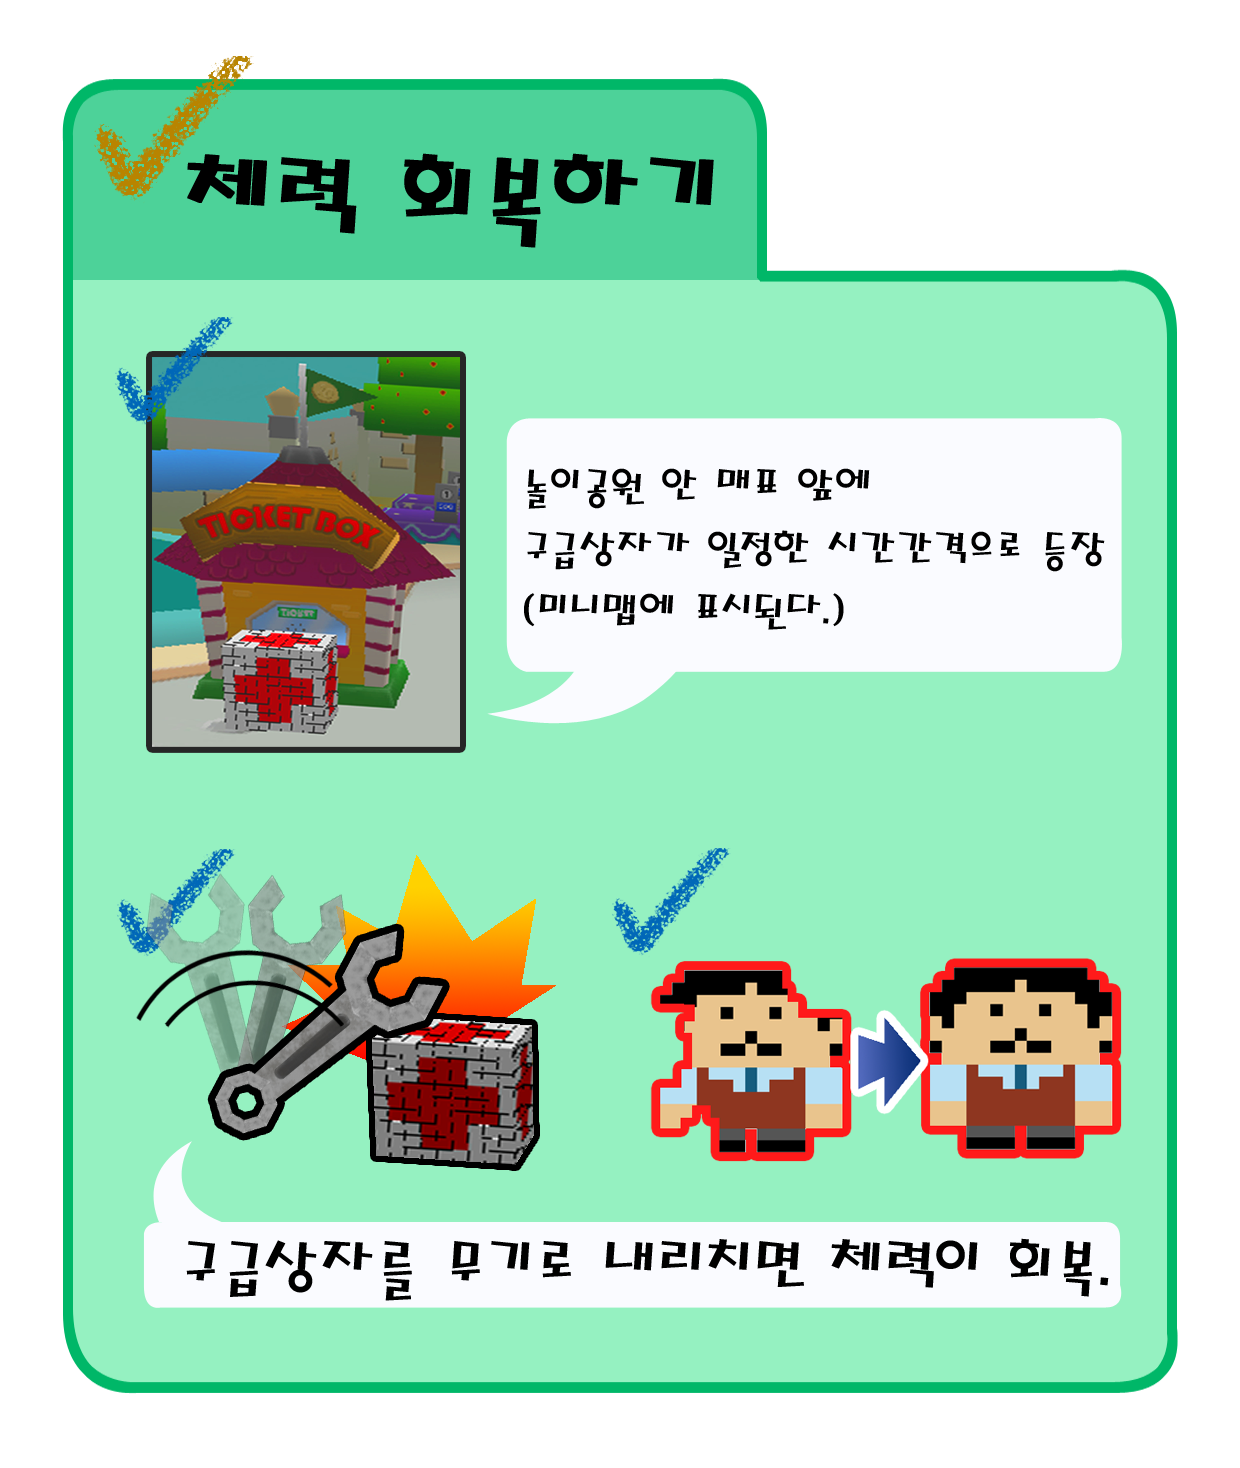 체력 회복하기
TICKET BOX
TICKET
놀이공원 안 매표 앞에
구급상자가 일정한 시간간격으로 등장
(미니맵에 표시된다.)
구급상자를 무기로 내리치면 체력이 회복.